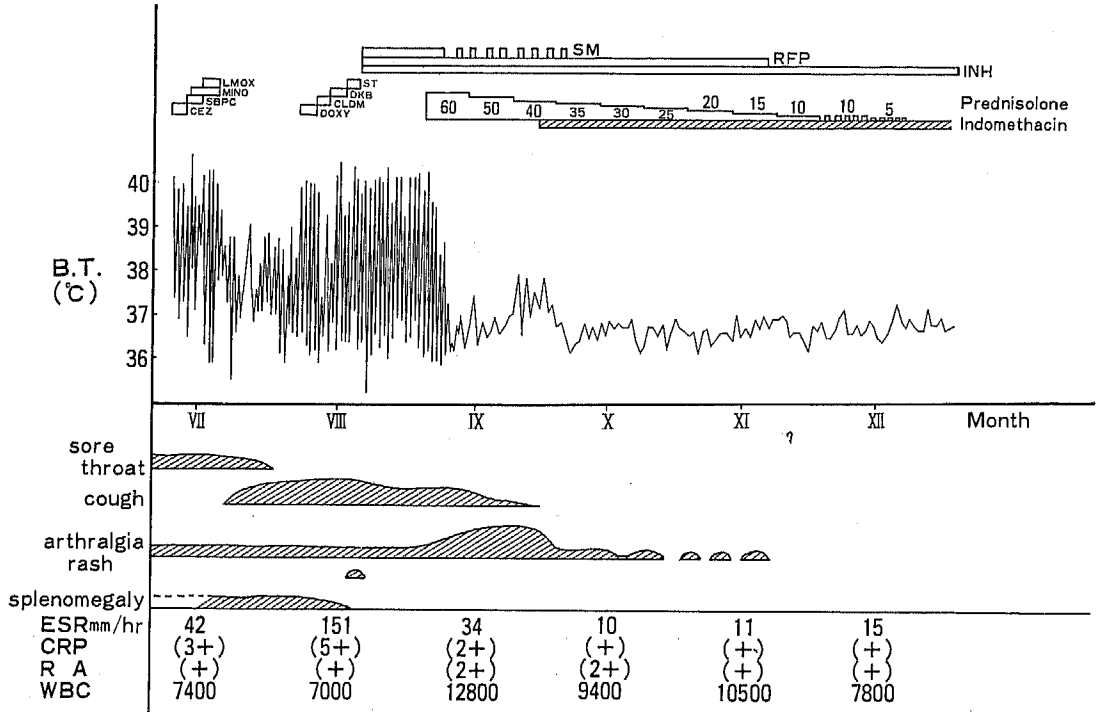 SM
RFP
INH
LMOX
MINO
SBPC
CEZ
ST
DKB
CLDM
DOXY
60 50 40 35 30 25 20 15 10 10 5
Prednisolone
Indomethacin
40
39
38
37
36
B.T.
(℃)
VII VIII IX X XI XII Month
sore
throat
cough
arthralgia
rash
splenomegaly
ESR mm/hr 42 151 34 10 11 15
CRP (3+) (5+) (2+) (+) (+) (+)
R A (+) (+) (2+) (2+) (+) (+)
WBC 7400 7000 12800 9400 10500 7800